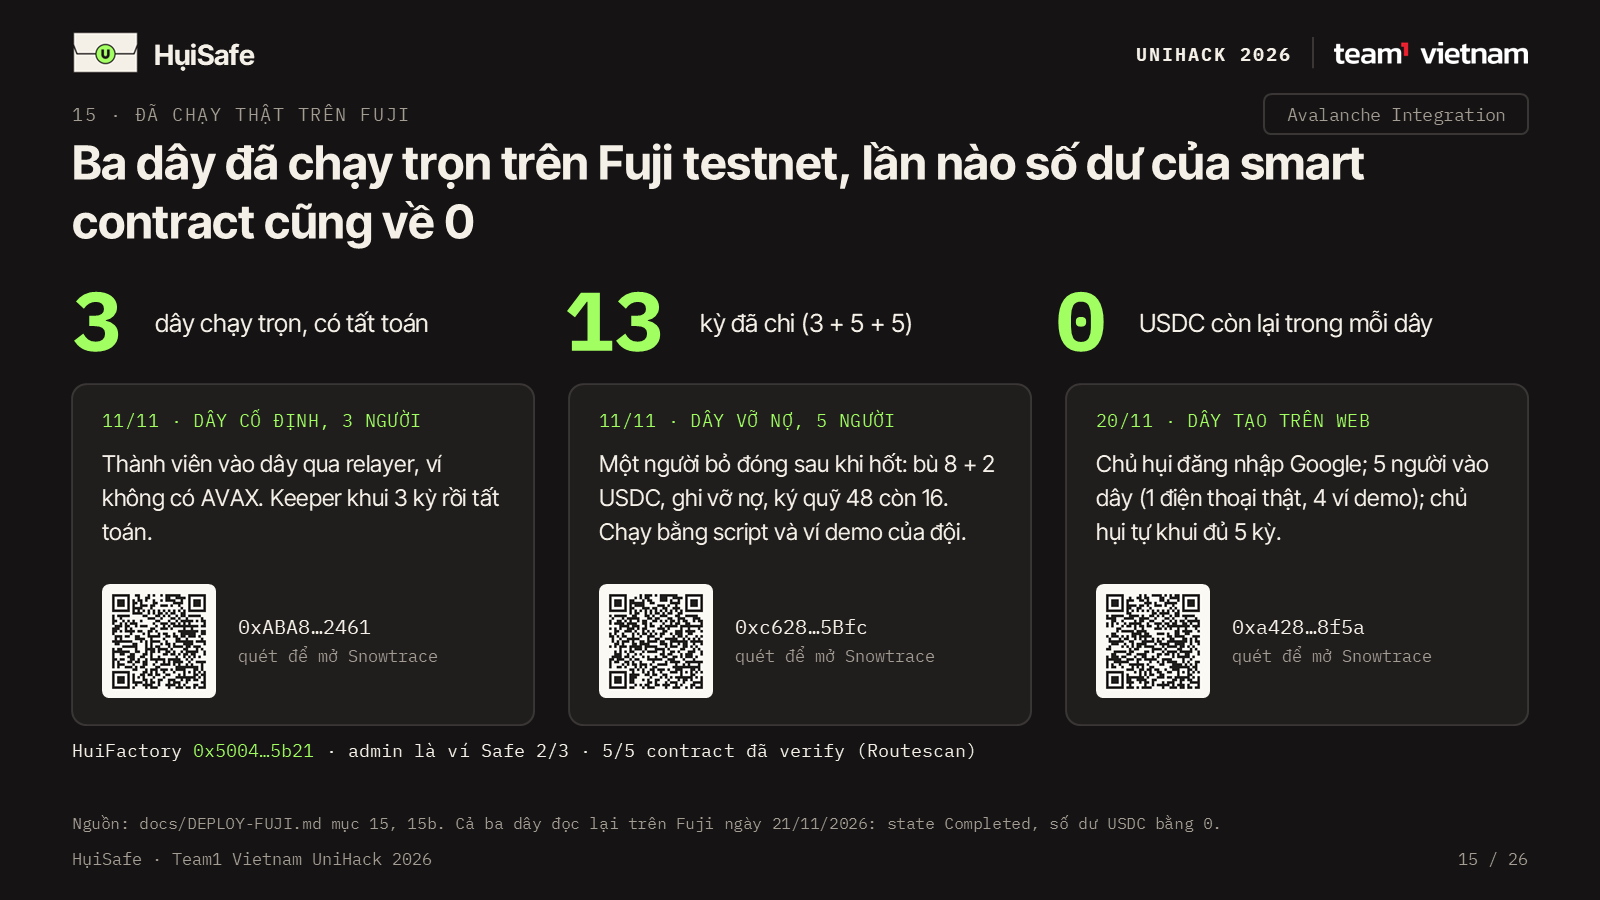 HụiSafe
UNIHACK 2026
team1 vietnam
15 · ĐÃ CHẠY THẬT TRÊN FUJI
Avalanche Integration
Ba dây đã chạy trọn trên Fuji testnet, lần nào số dư của smart
contract cũng về 0
3 dây chạy trọn, có tất toán
13 kỳ đã chi (3 + 5 + 5)
0 USDC còn lại trong mỗi dây
11/11 · DÂY CỐ ĐỊNH, 3 NGƯỜI
Thành viên vào dây qua relayer, ví
không có AVAX. Keeper khui 3 kỳ rồi tất
toán.
0xABA8…2461
quét để mở Snowtrace
11/11 · DÂY VỠ NỢ, 5 NGƯỜI
Một người bỏ đóng sau khi hốt: bù 8 + 2
USDC, ghi vỡ nợ, ký quỹ 48 còn 16.
Chạy bằng script và ví demo của đội.
0xc628…5Bfc
quét để mở Snowtrace
20/11 · DÂY TẠO TRÊN WEB
Chủ hụi đăng nhập Google; 5 người vào
dây (1 điện thoại thật, 4 ví demo); chủ
hụi tự khui đủ 5 kỳ.
0xa428…8f5a
quét để mở Snowtrace
HuiFactory 0x5004…5b21 · admin là ví Safe 2/3 · 5/5 contract đã verify (Routescan)
Nguồn: docs/DEPLOY-FUJI.md mục 15, 15b. Cả ba dây đọc lại trên Fuji ngày 21/11/2026: state Completed, số dư USDC bằng 0.
HụiSafe · Team1 Vietnam UniHack 2026
15 / 26